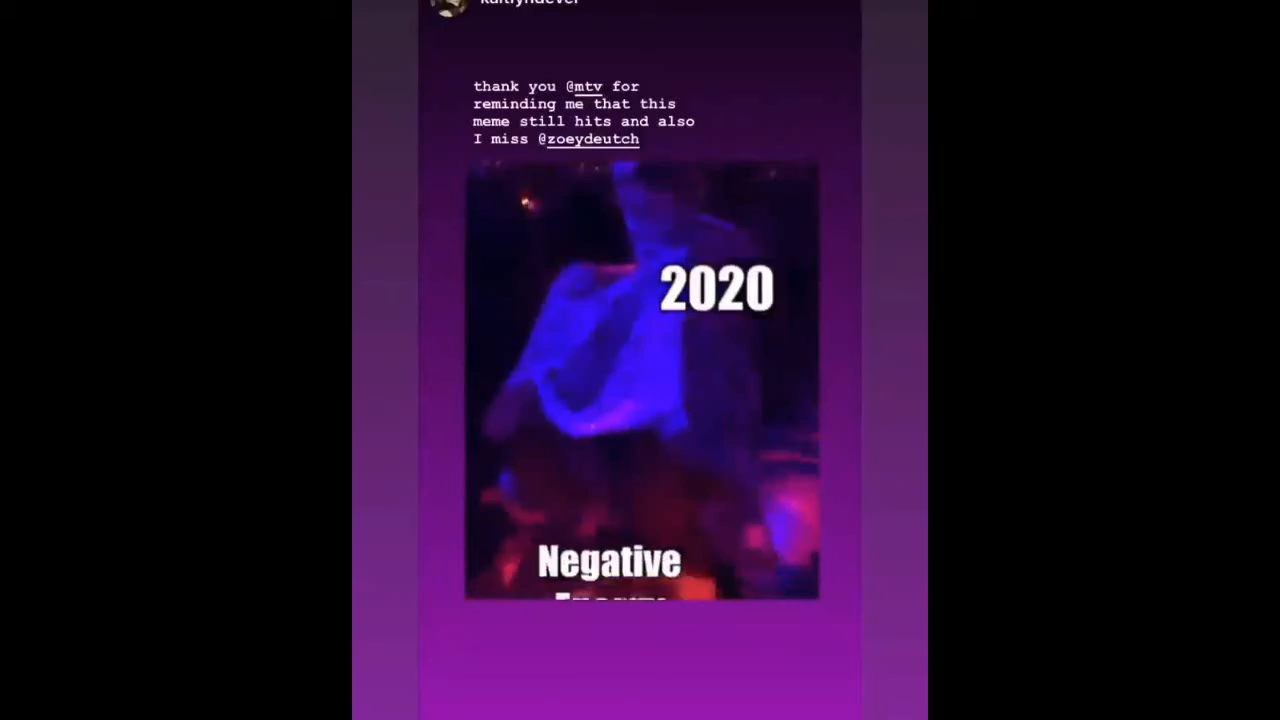 thank you @mtv for
reminding me that this
meme still hits and also
I miss @zoeydeutch
2020
Negative